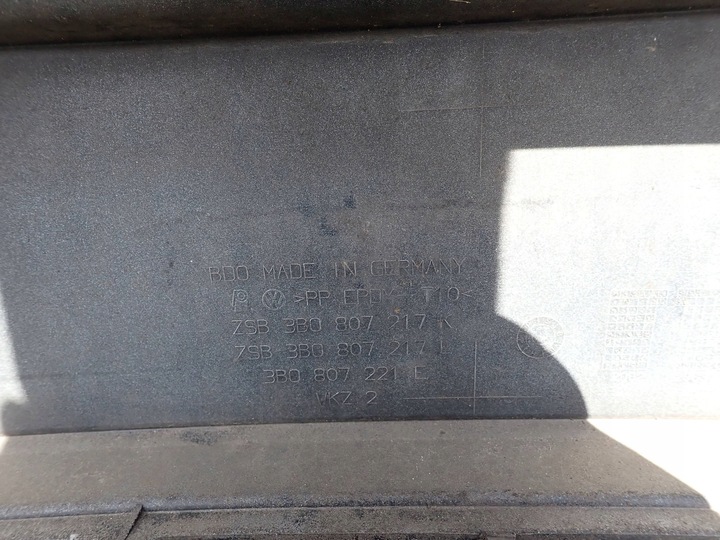 BDO MADE IN GERMANY
>PP EPD T10<
ZSB 3B0 807 217 K
ZSB 3B0 807 217 L
3B0 807 221 E
VKZ 2